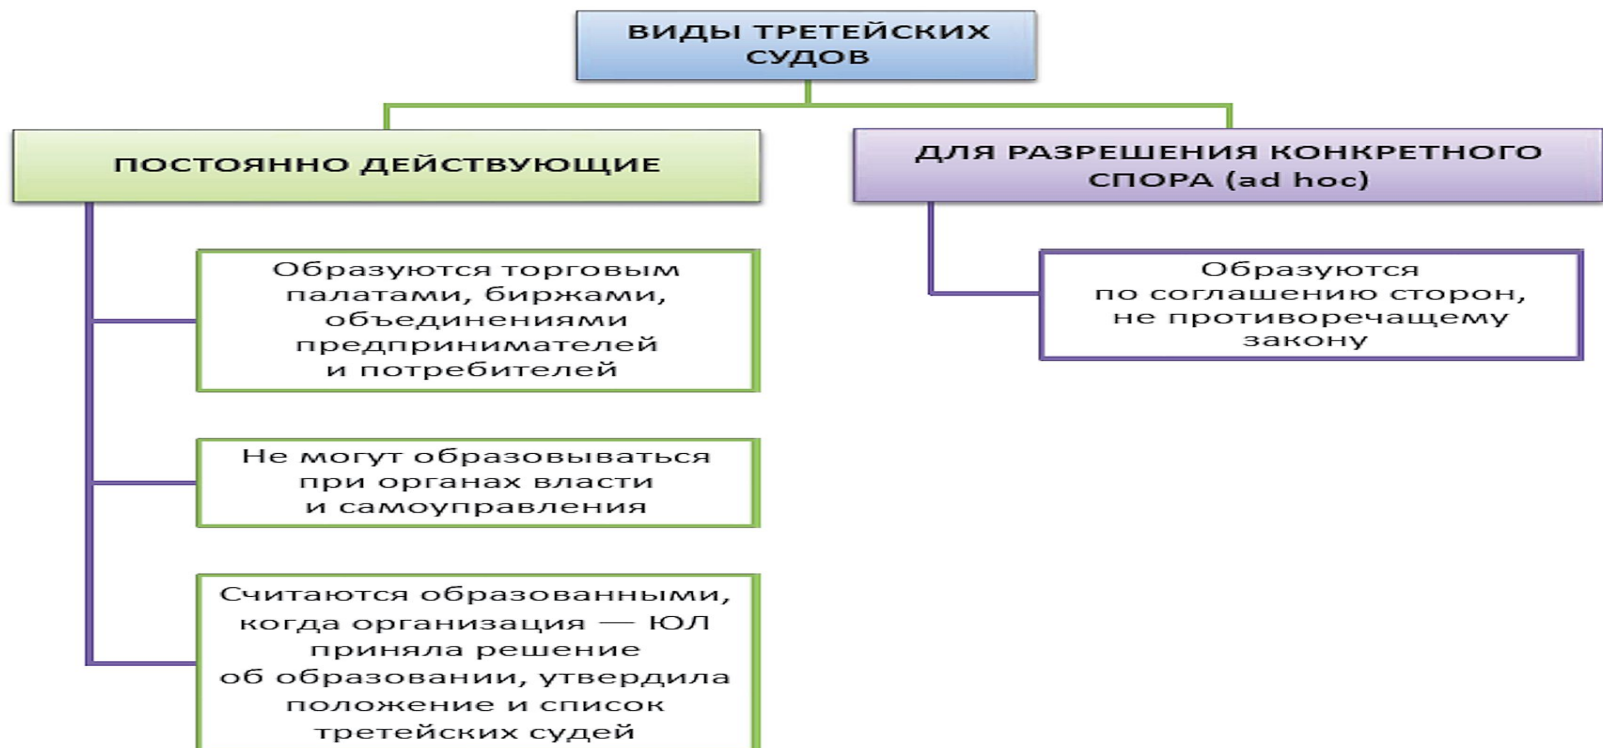 ВИДЫ ТРЕТЕЙСКИХ
СУДОВ
ПОСТОЯННО ДЕЙСТВУЮЩИЕ
Образуются торговым
палатами, биржами,
объединениями
предпринимателей
и потребителей
Не могут образовываться
при органах власти
и самоуправления
Считаются образованными,
когда организация — ЮЛ
приняла решение
об образовании, утвердила
положение и список
третейских судей
ДЛЯ РАЗРЕШЕНИЯ КОНКРЕТНОГО
СПОРА (ad hoc)
Образуются
по соглашению сторон,
не противоречащему
закону